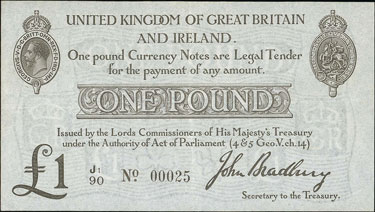 UNITED KINGDOM OF GREAT BRITAIN
AND IRELAND.
One pound Currency Notes are Legal Tender
for the payment of any amount.
ONE POUND
Issued by the Lords Commissioners of His Majesty's Treasury
under the Authority of Act of Parliament (4 & 5 Geo.V. ch.14)
£1
J1
90 No 00025
John Bradbury
Secretary to the Treasury.